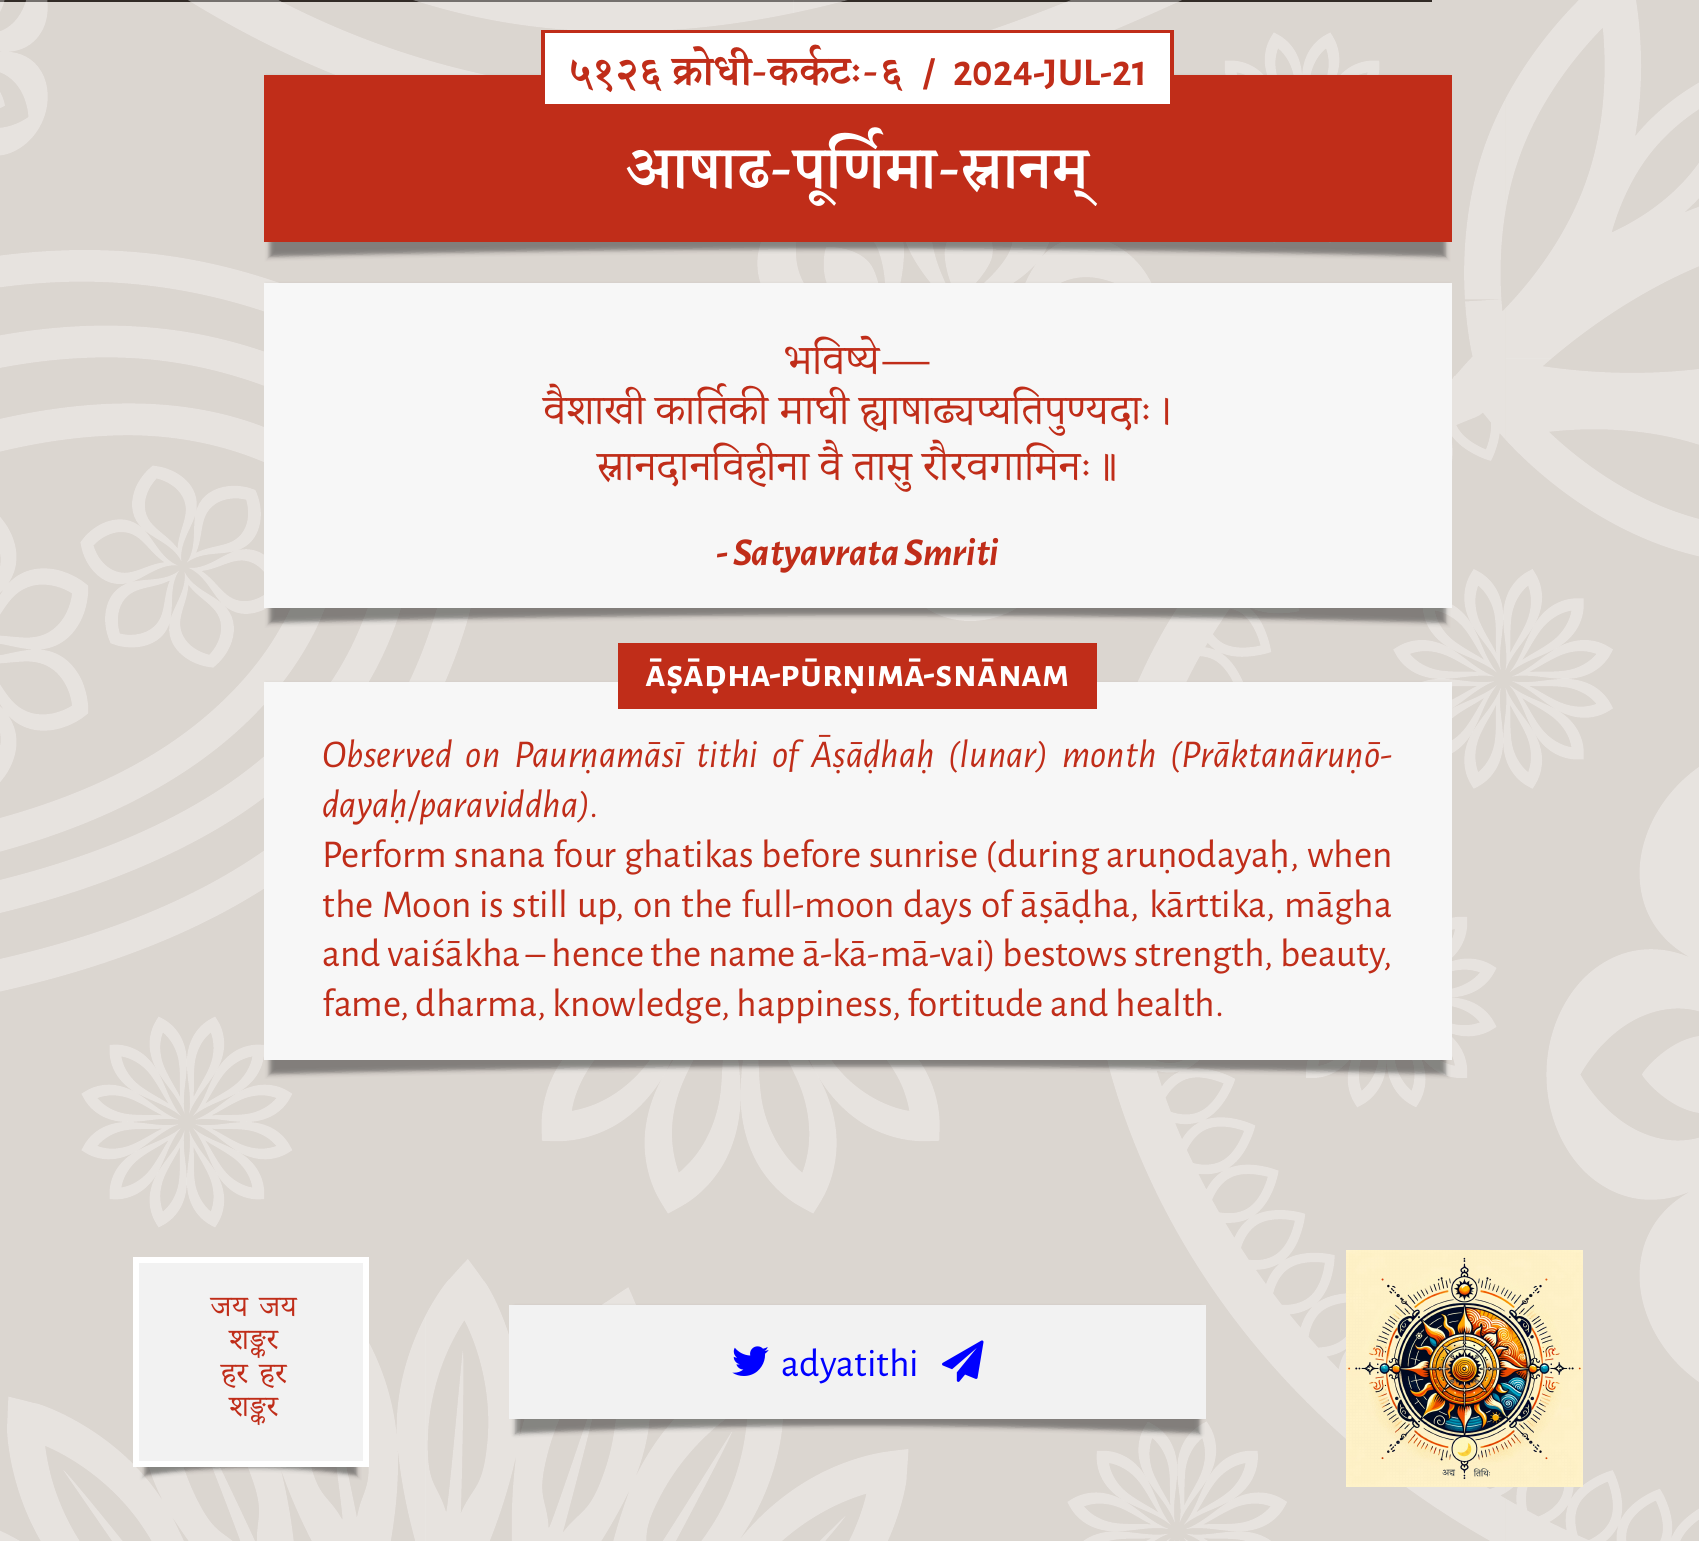 ५१२६ क्रोधी-कर्कटः-६ / 2024-JUL-21
आषाढ-पूर्णिमा-स्नानम्
भविष्ये—
वैशाखी कार्तिकी माघी ह्याषाढ्यप्यतिपुण्यदाः ।
स्नानदानविहीना वै तासु रौरवगामिनः ॥
- Satyavrata Smriti
ĀṢĀḌHA-PŪRṆIMĀ-SNĀNAM
Observed on Paurṇamāsī tithi of Āṣāḍhaḥ (lunar) month (Prāktanāruṇō-
dayaḥ/paraviddha).
Perform snana four ghatikas before sunrise (during aruṇodayaḥ, when
the Moon is still up, on the full-moon days of āṣāḍha, kārttika, māgha
and vaiśākha – hence the name ā-kā-mā-vai) bestows strength, beauty,
fame, dharma, knowledge, happiness, fortitude and health.
जय जय
शङ्कर
हर हर
शङ्कर
adyatithi
अद्य तिथिः